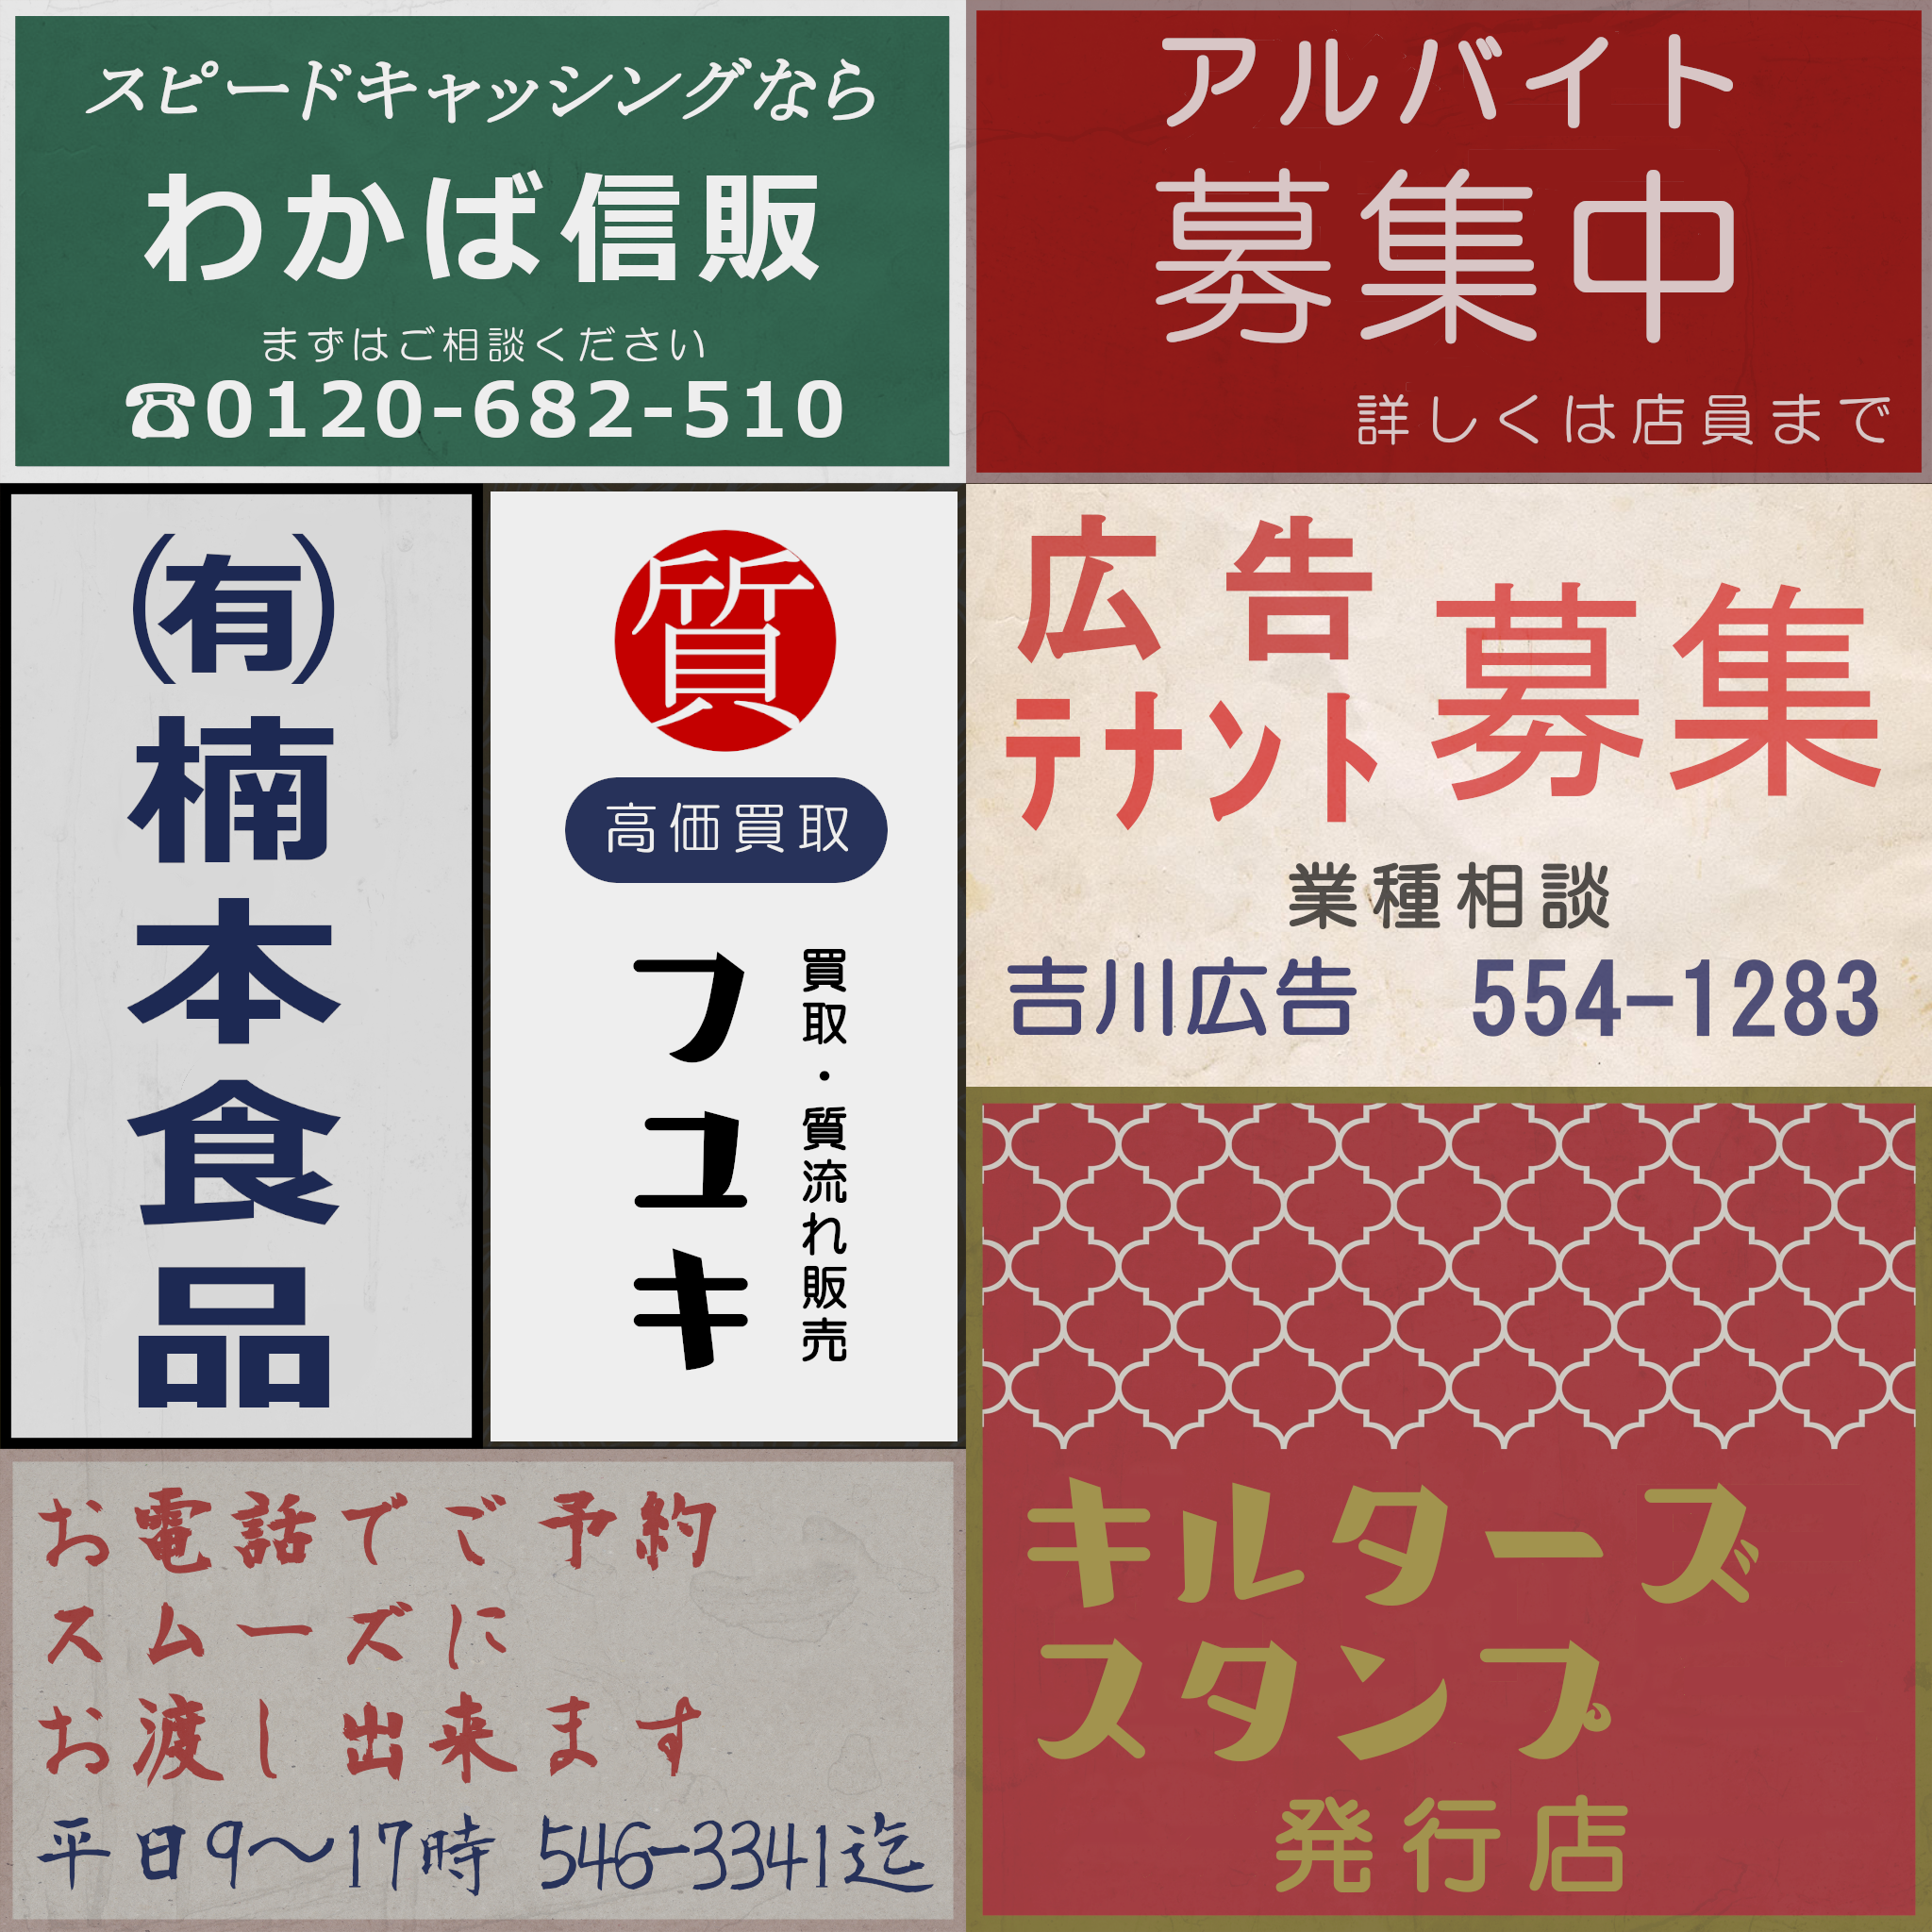 スピードキャッシングなら
わかば信販
まずはご相談ください
☎0120-682-510
アルバイト
募集中
詳しくは店員まで
㈲楠本食品
質
高価買取
買取・質流れ販売
フユキ
広告
テナント
募集
業種相談
吉川広告 554-1283
お電話でご予約
スムーズに
お渡し出来ます
平日9〜17時 546-3341迄
キルターズ
スタンプ
発行店